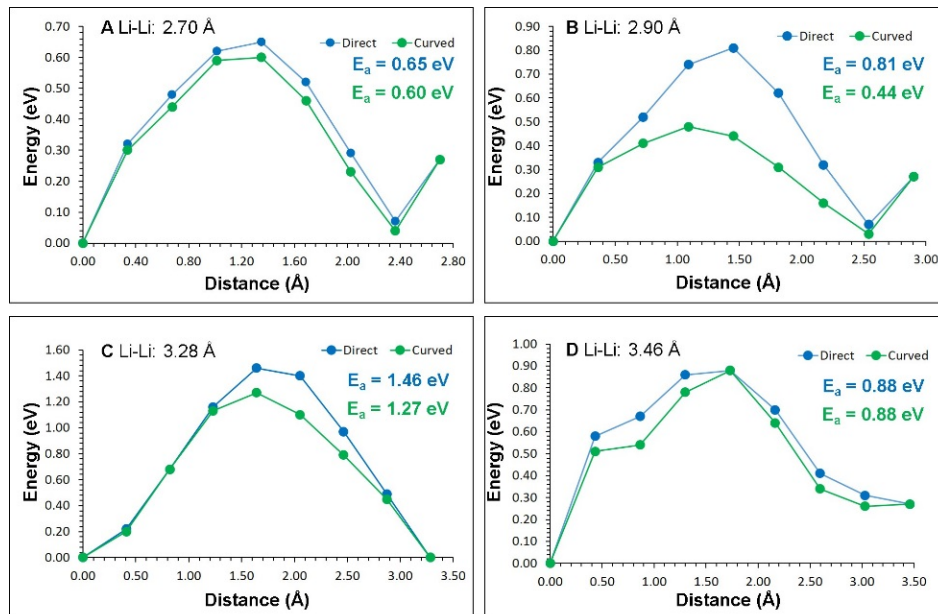 A Li-Li: 2.70 Å
Direct Curved
Eₐ = 0.65 eV
Eₐ = 0.60 eV
Energy (eV)
0.70
0.60
0.50
0.40
0.30
0.20
0.10
0.00
0.00 0.40 0.80 1.20 1.60 2.00 2.40 2.80
Distance (Å)
B Li-Li: 2.90 Å
Direct Curved
Eₐ = 0.81 eV
Eₐ = 0.44 eV
Energy (eV)
0.90
0.80
0.70
0.60
0.50
0.40
0.30
0.20
0.10
0.00
0.00 0.50 1.00 1.50 2.00 2.50 3.00
Distance (Å)
C Li-Li: 3.28 Å
Direct Curved
Eₐ = 1.46 eV
Eₐ = 1.27 eV
Energy (eV)
1.60
1.40
1.20
1.00
0.80
0.60
0.40
0.20
0.00
0.00 0.50 1.00 1.50 2.00 2.50 3.00 3.50
Distance (Å)
D Li-Li: 3.46 Å
Direct Curved
Eₐ = 0.88 eV
Eₐ = 0.88 eV
Energy (eV)
1.00
0.90
0.80
0.70
0.60
0.50
0.40
0.30
0.20
0.10
0.00
0.00 0.50 1.00 1.50 2.00 2.50 3.00 3.50
Distance (Å)